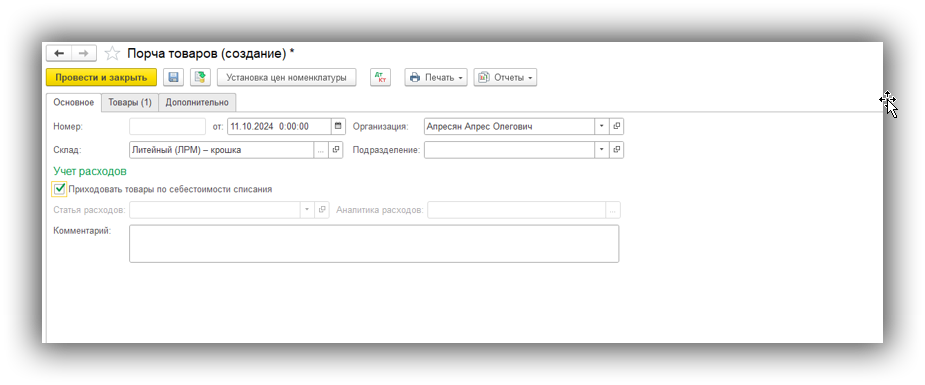 Порча товаров (создание) *
Провести и закрыть Установка цен номенклатуры Дт Кт Печать Отчеты
Основное Товары (1) Дополнительно
Номер: от: 11.10.2024 0:00:00 Организация: Апресян Апрес Олегович
Склад: Литейный (ЛРМ) – крошка ... Подразделение:
Учет расходов
Приходовать товары по себестоимости списания
Статья расходов: Аналитика расходов: ...
Комментарий: